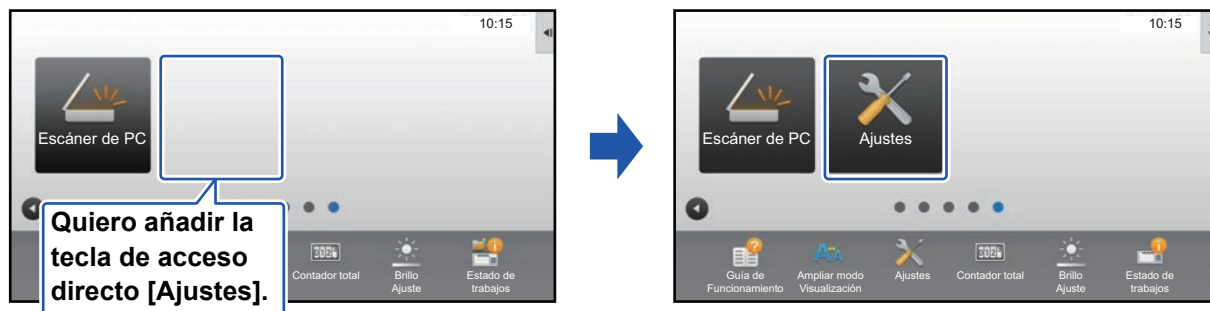 10:15
Escáner de PC
Quiero añadir la
tecla de acceso
directo [Ajustes].
Contador total
Brillo
Ajuste
Estado de
trabajos
10:15
Escáner de PC
Ajustes
Guía de
Funcionamiento
Ampliar modo
Visualización
Ajustes
Contador total
Brillo
Ajuste
Estado de
trabajos